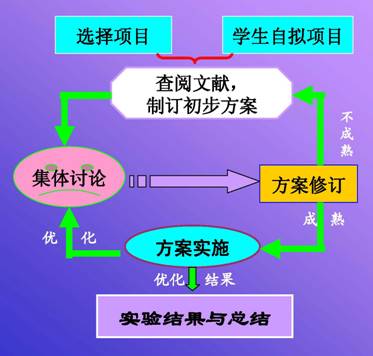 选择项目
学生自拟项目
查阅文献，
制订初步方案
不成熟
集体讨论
方案修订
成熟
优化
方案实施
优化 结果
实验结果与总结